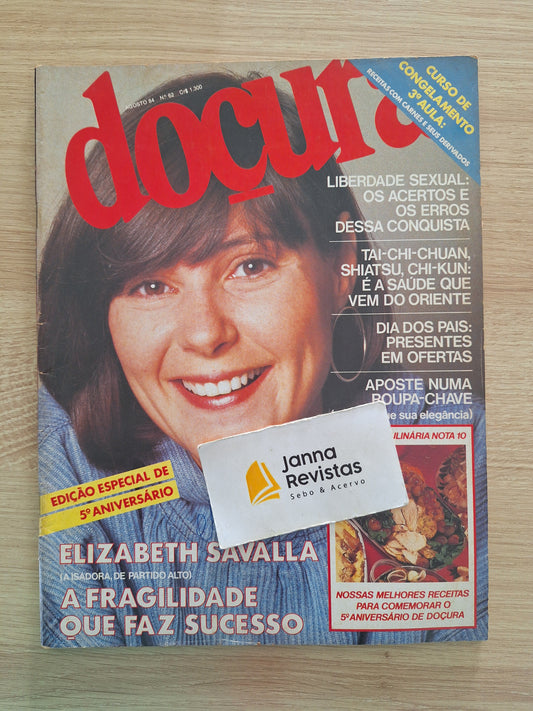 AGOSTO 84 Nº 62 Cr$ 1.300
doçura
CURSO DE
CONGELAMENTO
3ª AULA:
RECEITAS COM CARNES E SEUS DERIVADOS
LIBERDADE SEXUAL:
OS ACERTOS E
OS ERROS
DESSA CONQUISTA
TAI-CHI-CHUAN,
SHIATSU, CHI-KUN:
É A SAÚDE QUE
VEM DO ORIENTE
DIA DOS PAIS:
PRESENTES
EM OFERTAS
APOSTE NUMA
ROUPA-CHAVE
que sua elegância)
Janna
Revistas
Sebo & Acervo
ULINÁRIA NOTA 10
EDIÇÃO ESPECIAL DE
5º ANIVERSÁRIO
ELIZABETH SAVALLA
(A ISADORA, DE PARTIDO ALTO)
A FRAGILIDADE
QUE FAZ SUCESSO
NOSSAS MELHORES RECEITAS
PARA COMEMORAR O
5º ANIVERSÁRIO DE DOÇURA